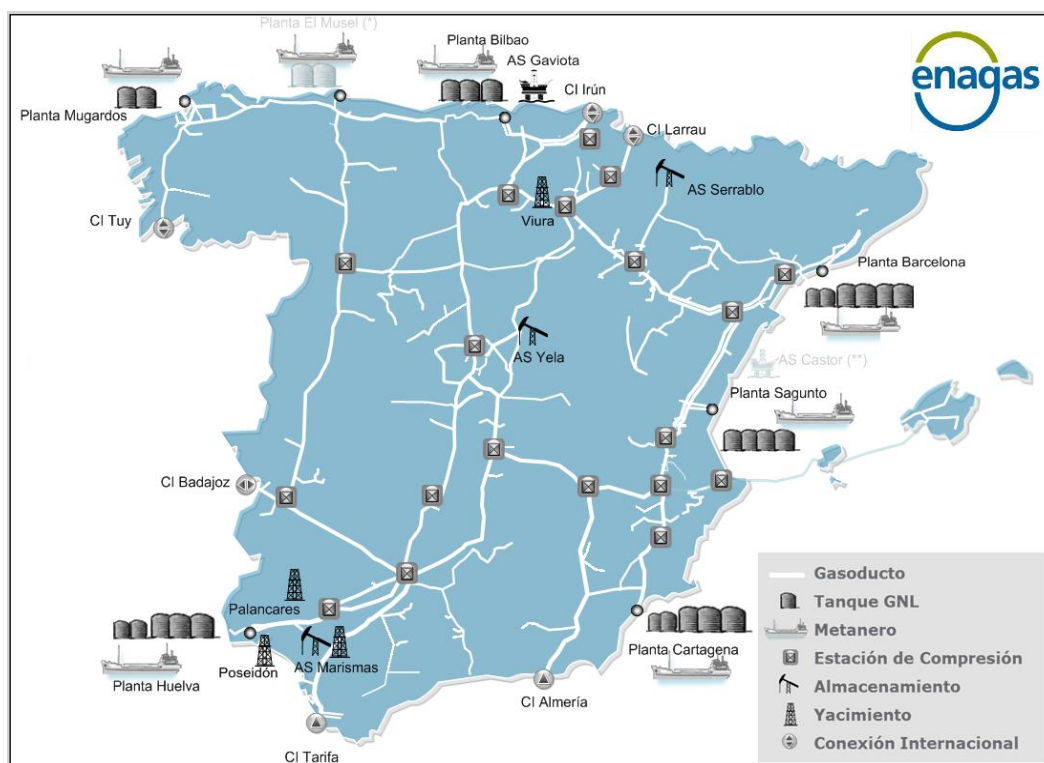 Planta El Musel (*)
Planta Bilbao
AS Gaviota
CI Irún
enagas
Planta Mugardos
CI Larrau
AS Serrablo
Viura
CI Tuy
Planta Barcelona
AS Yela
AS Castor (**)
Planta Sagunto
CI Badajoz
Palancares
Poseidón
AS Marismas
Planta Huelva
Planta Cartagena
CI Almería
CI Tarifa
Gasoducto
Tanque GNL
Metanero
Estación de Compresión
Almacenamiento
Yacimiento
Conexión Internacional